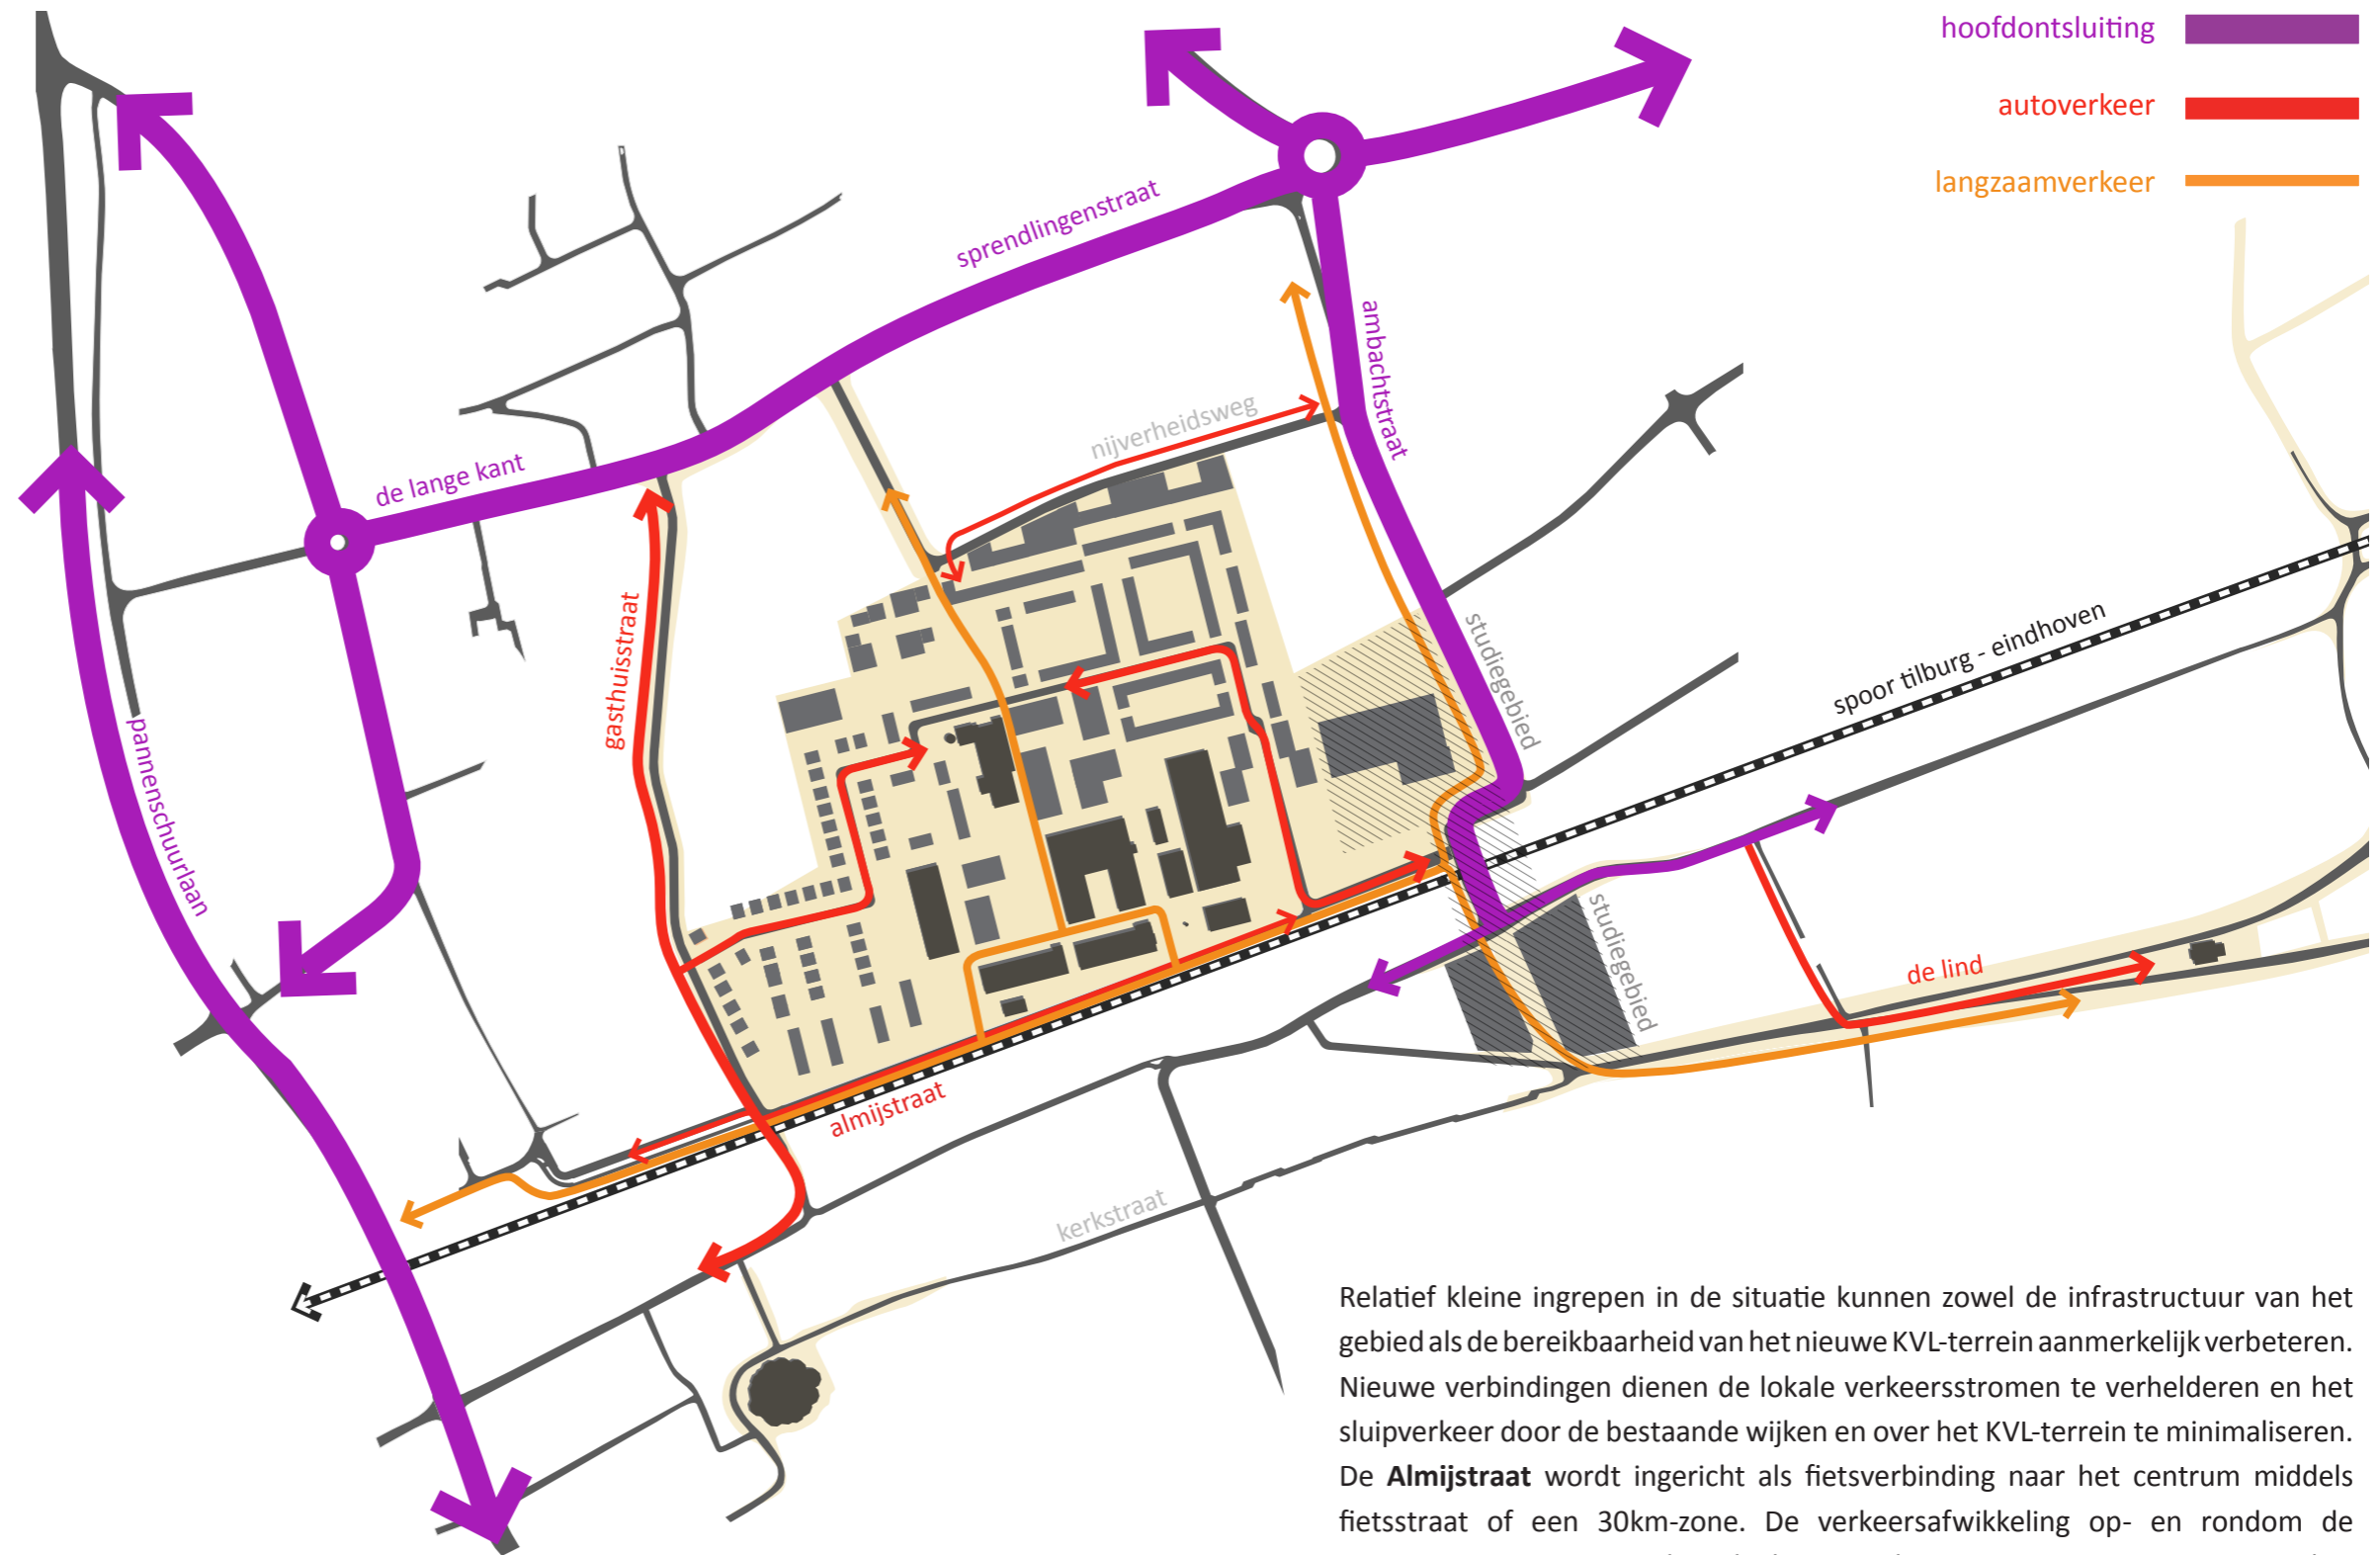 hoofdontsluiting
autoverkeer
langzaamverkeer
sprendlingenstraat
ambachtstraat
nijverheidsweg
de lange kant
gasthuisstraat
studiegebied
spoor tilburg - eindhoven
pannenschuurlaan
studiegebied
de lind
almijstraat
kerkstraat
Relatief kleine ingrepen in de situatie kunnen zowel de infrastructuur van het
gebied als de bereikbaarheid van het nieuwe KVL-terrein aanmerkelijk verbeteren.
Nieuwe verbindingen dienen de lokale verkeersstromen te verhelderen en het
sluipverkeer door de bestaande wijken en over het KVL-terrein te minimaliseren.
De Almijstraat wordt ingericht als fietsverbinding naar het centrum middels
fietsstraat of een 30km-zone. De verkeersafwikkeling op- en rondom de